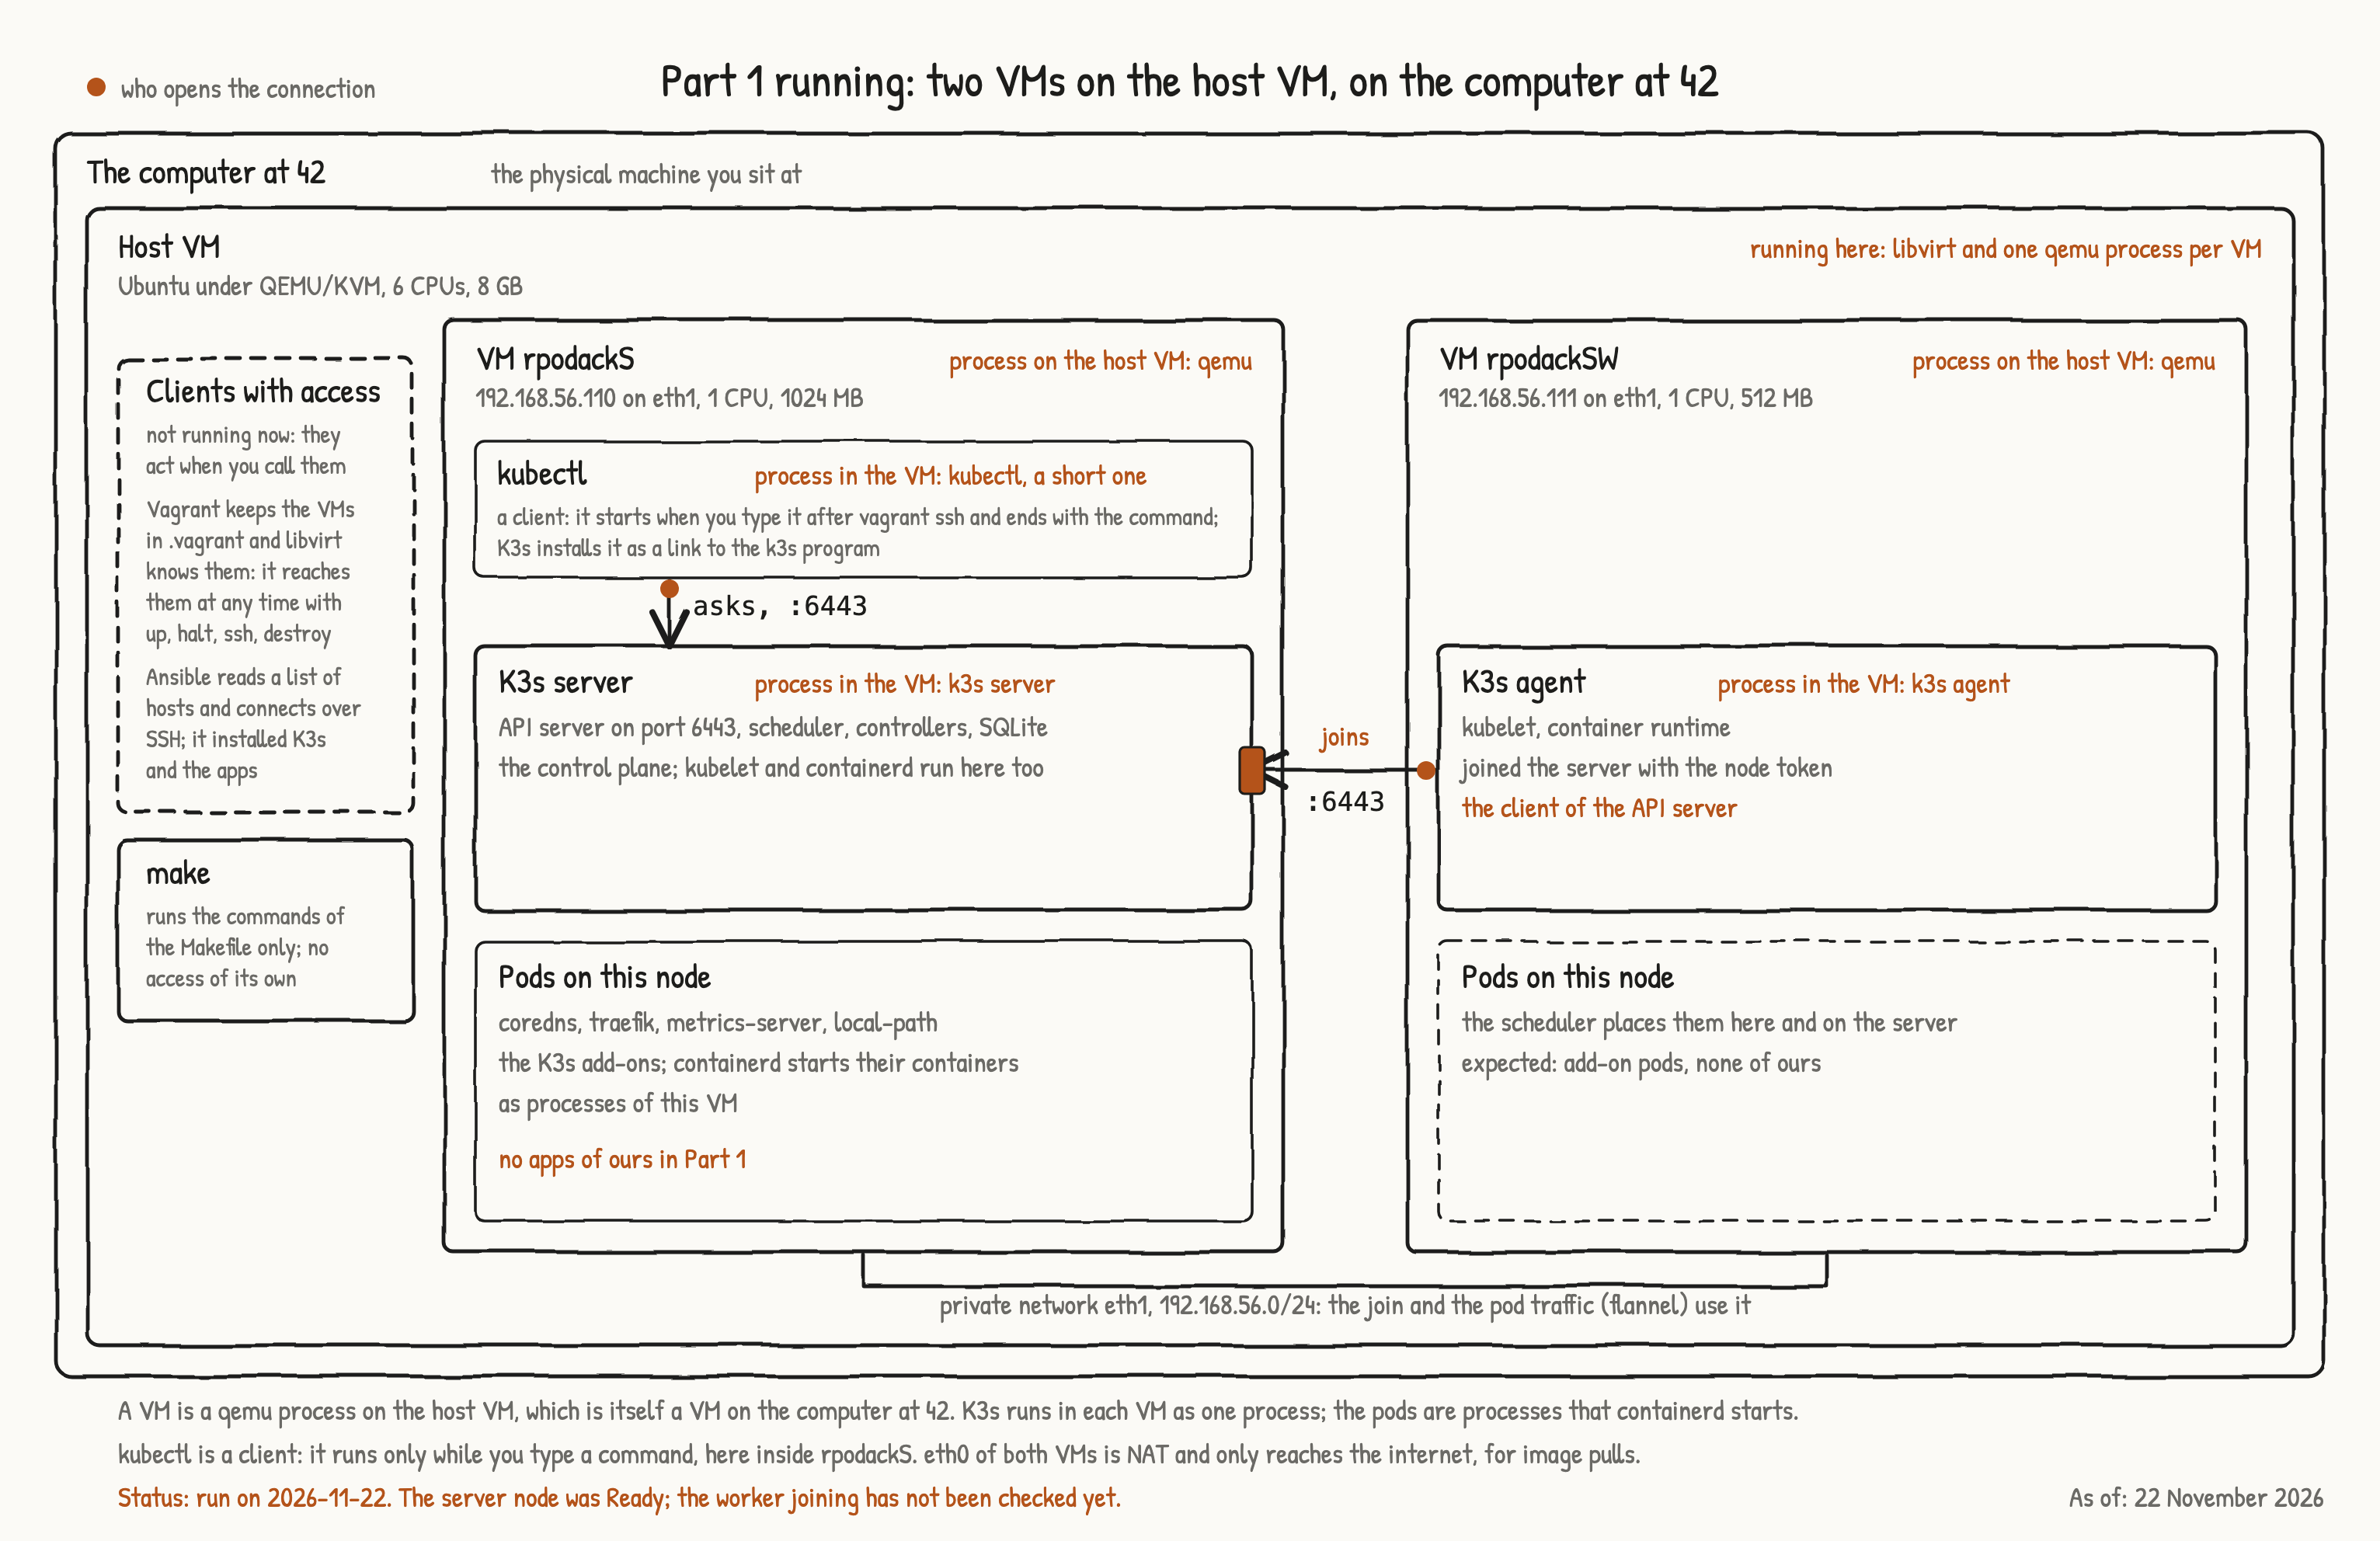 who opens the connection
Part 1 running: two VMs on the host VM, on the computer at 42
The computer at 42
the physical machine you sit at
Host VM
running here: libvirt and one qemu process per VM
Ubuntu under QEMU/KVM, 6 CPUs, 8 GB
Clients with access
not running now: they
act when you call them
Vagrant keeps the VMs
in .vagrant and libvirt
knows them: it reaches
them at any time with
up, halt, ssh, destroy
Ansible reads a list of
hosts and connects over
SSH; it installed K3s
and the apps
make
runs the commands of
the Makefile only; no
access of its own
VM rpodackS
process on the host VM: qemu
192.168.56.110 on eth1, 1 CPU, 1024 MB
kubectl
process in the VM: kubectl, a short one
a client: it starts when you type it after vagrant ssh and ends with the command;
K3s installs it as a link to the k3s program
asks, :6443
K3s server
process in the VM: k3s server
API server on port 6443, scheduler, controllers, SQLite
the control plane; kubelet and containerd run here too
Pods on this node
coredns, traefik, metrics-server, local-path
the K3s add-ons; containerd starts their containers
as processes of this VM
no apps of ours in Part 1
joins
:6443
VM rpodackSW
process on the host VM: qemu
192.168.56.111 on eth1, 1 CPU, 512 MB
K3s agent
process in the VM: k3s agent
kubelet, container runtime
joined the server with the node token
the client of the API server
Pods on this node
the scheduler places them here and on the server
expected: add-on pods, none of ours
private network eth1, 192.168.56.0/24: the join and the pod traffic (flannel) use it
A VM is a qemu process on the host VM, which is itself a VM on the computer at 42. K3s runs in each VM as one process; the pods are processes that containerd starts.
kubectl is a client: it runs only while you type a command, here inside rpodackS. eth0 of both VMs is NAT and only reaches the internet, for image pulls.
Status: run on 2026-11-22. The server node was Ready; the worker joining has not been checked yet.
As of: 22 November 2026